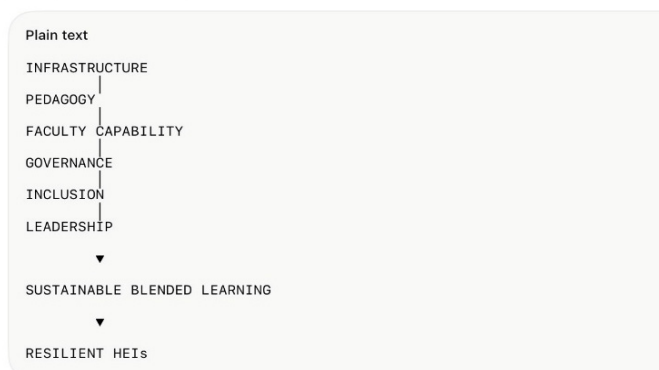 Plain text
INFRASTRUCTURE
PEDAGOGY
FACULTY CAPABILITY
GOVERNANCE
INCLUSION
LEADERSHIP
▼
SUSTAINABLE BLENDED LEARNING
▼
RESILIENT HEIs